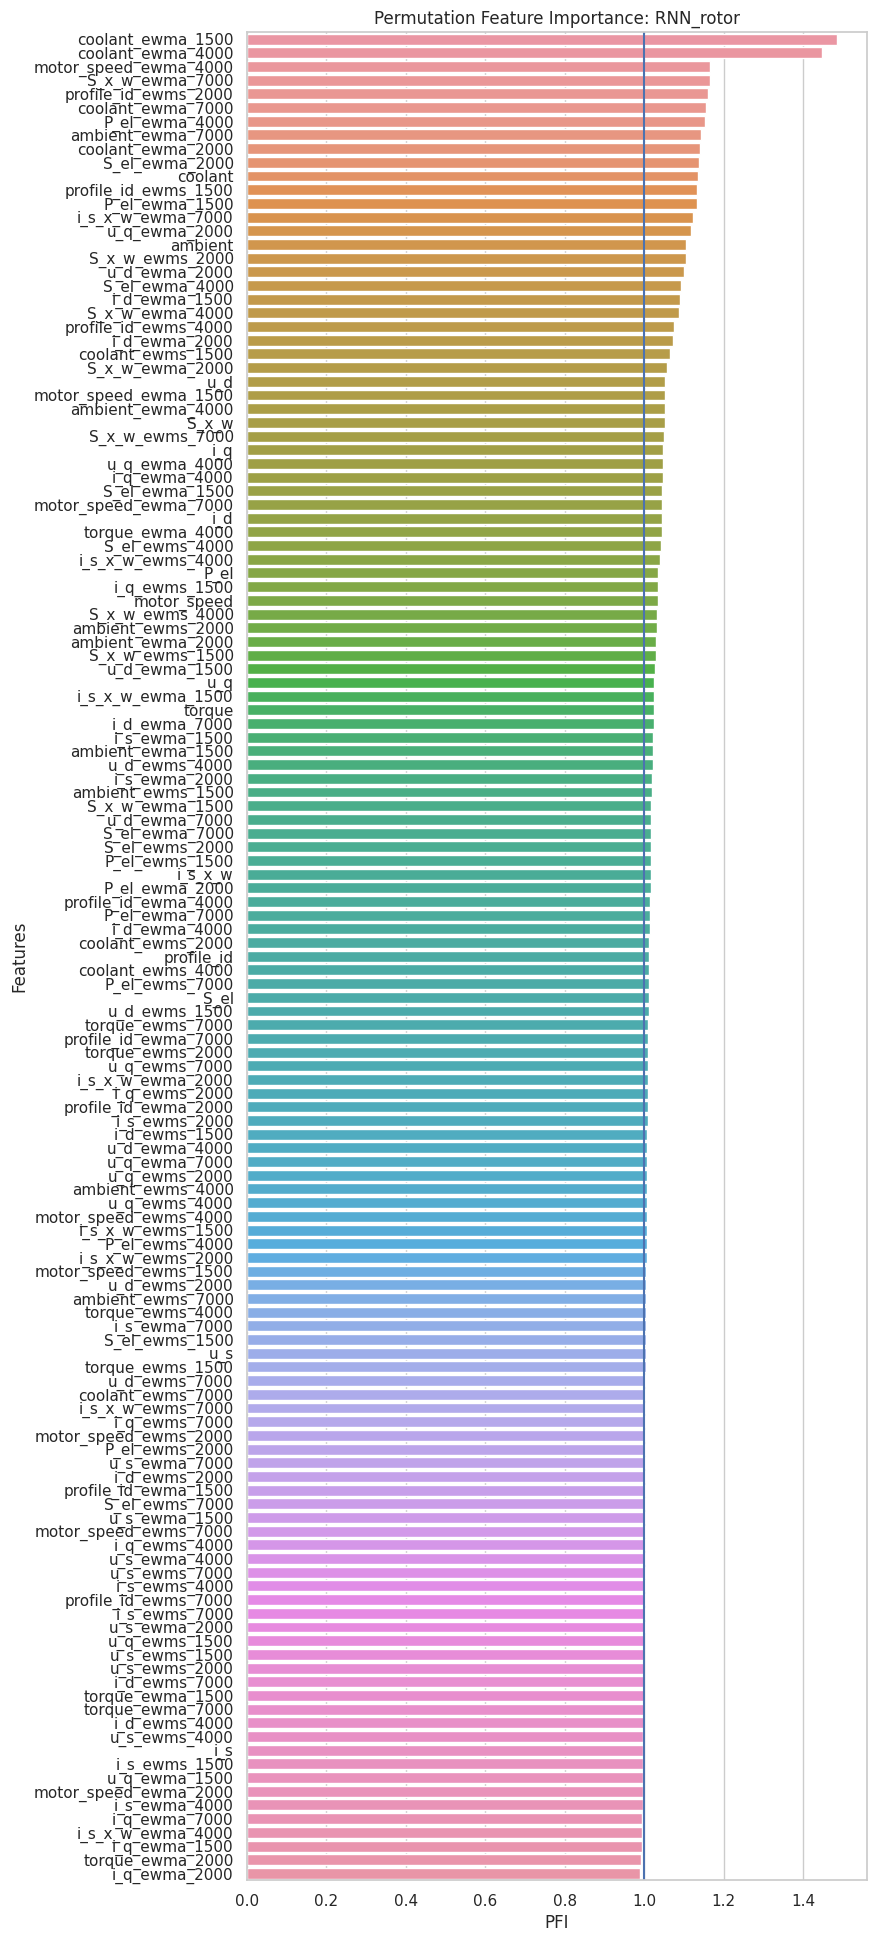 Permutation Feature Importance: RNN_rotor
coolant_ewma_1500
coolant_ewma_4000
motor_speed_ewma_4000
S_x_w_ewma_7000
profile_id_ewms_2000
coolant_ewma_7000
P_el_ewma_4000
ambient_ewma_7000
coolant_ewma_2000
S_el_ewma_2000
coolant
profile_id_ewms_1500
P_el_ewma_1500
i_s_x_w_ewma_7000
u_q_ewma_2000
ambient
S_x_w_ewms_2000
u_d_ewma_2000
S_el_ewma_4000
i_d_ewma_1500
S_x_w_ewma_4000
profile_id_ewms_4000
i_d_ewma_2000
coolant_ewms_1500
S_x_w_ewma_2000
u_d
motor_speed_ewma_1500
ambient_ewma_4000
S_x_w
S_x_w_ewms_7000
i_q
u_q_ewma_4000
i_q_ewma_4000
S_el_ewma_1500
motor_speed_ewma_7000
i_d
torque_ewma_4000
S_el_ewms_4000
i_s_x_w_ewms_4000
P_el
i_q_ewms_1500
motor_speed
S_x_w_ewms_4000
ambient_ewms_2000
ambient_ewma_2000
S_x_w_ewms_1500
u_d_ewma_1500
u_q
i_s_x_w_ewma_1500
torque
i_d_ewma_7000
i_s_ewma_1500
ambient_ewma_1500
u_d_ewms_4000
i_s_ewma_2000
ambient_ewms_1500
S_x_w_ewma_1500
u_d_ewma_7000
S_el_ewma_7000
S_el_ewms_2000
P_el_ewms_1500
i_s_x_w
P_el_ewma_2000
profile_id_ewma_4000
P_el_ewma_7000
i_d_ewma_4000
coolant_ewms_2000
profile_id
coolant_ewms_4000
P_el_ewms_7000
S_el
u_d_ewms_1500
torque_ewms_7000
profile_id_ewma_7000
torque_ewms_2000
u_q_ewms_7000
i_s_x_w_ewma_2000
i_q_ewms_2000
profile_id_ewma_2000
i_s_ewms_2000
i_d_ewms_1500
u_d_ewma_4000
u_q_ewma_7000
u_q_ewms_2000
ambient_ewms_4000
u_q_ewms_4000
motor_speed_ewms_4000
i_s_x_w_ewms_1500
P_el_ewms_4000
i_s_x_w_ewms_2000
motor_speed_ewms_1500
u_d_ewms_2000
ambient_ewms_7000
torque_ewms_4000
i_s_ewma_7000
S_el_ewms_1500
u_s
torque_ewms_1500
u_d_ewms_7000
coolant_ewms_7000
i_s_x_w_ewms_7000
i_q_ewms_7000
motor_speed_ewms_2000
P_el_ewms_2000
u_s_ewma_7000
i_d_ewms_2000
profile_id_ewma_1500
S_el_ewms_7000
u_s_ewma_1500
motor_speed_ewms_7000
i_q_ewms_4000
u_s_ewma_4000
u_s_ewms_7000
i_s_ewms_4000
profile_id_ewms_7000
i_s_ewms_7000
u_s_ewma_2000
u_q_ewms_1500
u_s_ewms_1500
u_s_ewms_2000
i_d_ewms_7000
torque_ewma_1500
torque_ewma_7000
i_d_ewms_4000
u_s_ewms_4000
i_s
i_s_ewms_1500
u_q_ewma_1500
motor_speed_ewma_2000
i_s_ewma_4000
i_q_ewma_7000
i_s_x_w_ewma_4000
i_q_ewma_1500
torque_ewma_2000
i_q_ewma_2000
Features
0.0 0.2 0.4 0.6 0.8 1.0 1.2 1.4
PFI